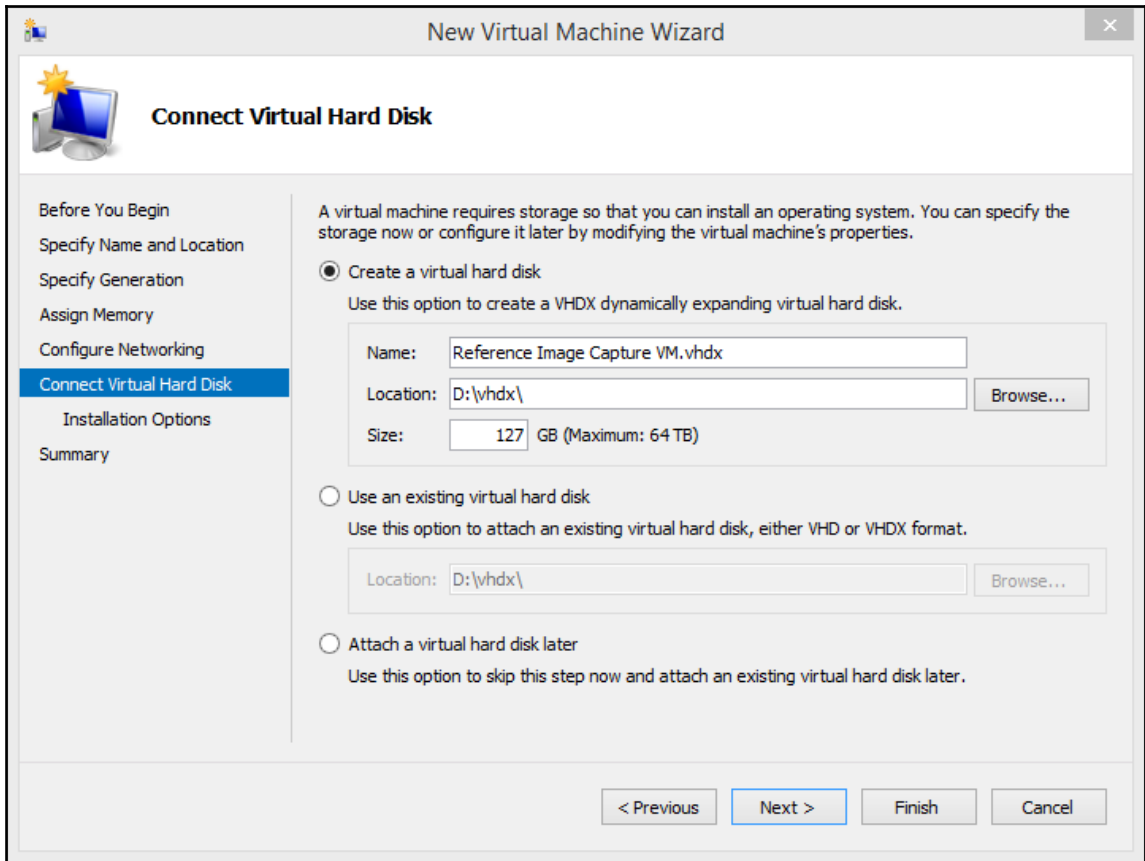 New Virtual Machine Wizard
Connect Virtual Hard Disk
Before You Begin
Specify Name and Location
Specify Generation
Assign Memory
Configure Networking
Connect Virtual Hard Disk
Installation Options
Summary
A virtual machine requires storage so that you can install an operating system. You can specify the
storage now or configure it later by modifying the virtual machine's properties.
Create a virtual hard disk
Use this option to create a VHDX dynamically expanding virtual hard disk.
Name: Reference Image Capture VM.vhdx
Location: D:\vhdx\ Browse...
Size: 127 GB (Maximum: 64 TB)
Use an existing virtual hard disk
Use this option to attach an existing virtual hard disk, either VHD or VHDX format.
Location: D:\vhdx\ Browse...
Attach a virtual hard disk later
Use this option to skip this step now and attach an existing virtual hard disk later.
< Previous Next > Finish Cancel